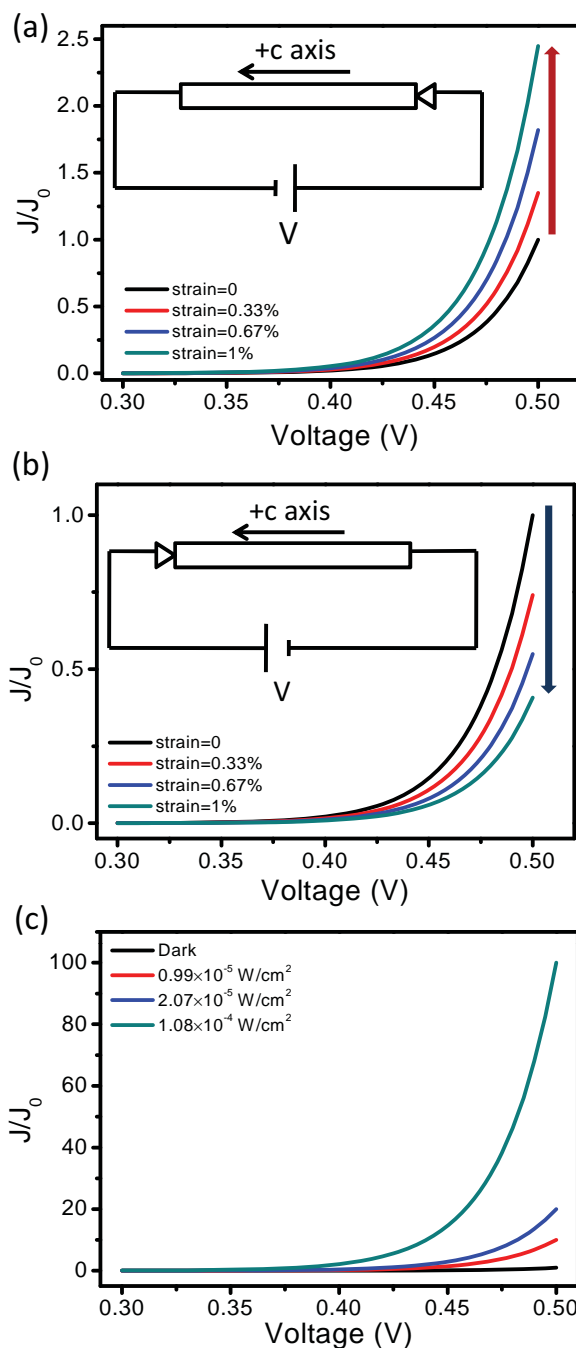 (a)
2.5
2.0
1.5
1.0
0.5
0.0
J/J₀
+c axis
V
strain=0
strain=0.33%
strain=0.67%
strain=1%
0.30 0.35 0.40 0.45 0.50
Voltage (V)
(b)
1.0
0.5
0.0
J/J₀
+c axis
V
strain=0
strain=0.33%
strain=0.67%
strain=1%
0.30 0.35 0.40 0.45 0.50
Voltage (V)
(c)
100
80
60
40
20
0
J/J₀
Dark
0.99×10⁻⁵ W/cm²
2.07×10⁻⁵ W/cm²
1.08×10⁻⁴ W/cm²
0.30 0.35 0.40 0.45 0.50
Voltage (V)